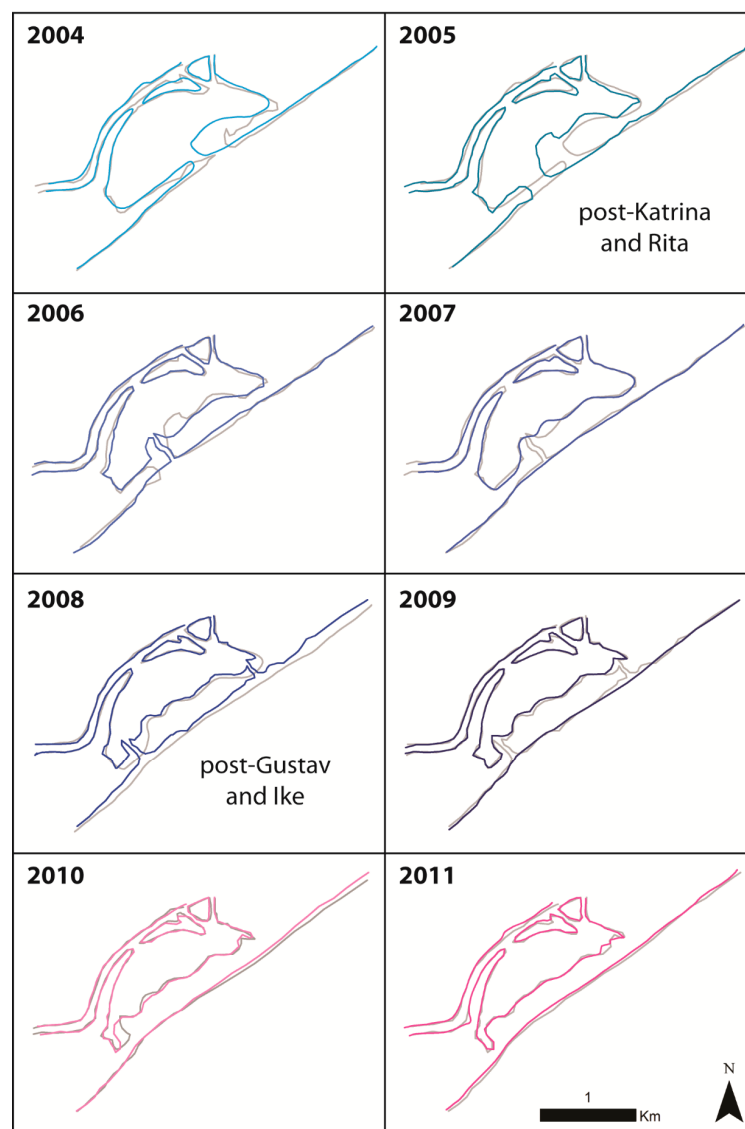 2004
2005
post-Katrina
and Rita
2006
2007
2008
2009
post-Gustav
and Ike
2010
2011
N
1
Km